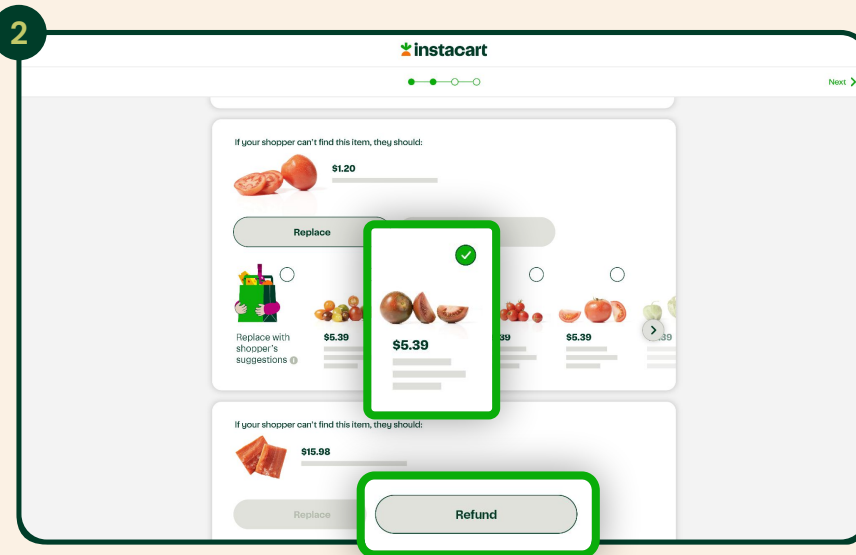 2
instacart
Next
If your shopper can't find this item, they should:
$1.20
Replace
Replace with
shopper's
suggestions
$5.39
$5.39
39
$5.39
.39
If your shopper can't find this item, they should:
$15.98
Replace
Refund